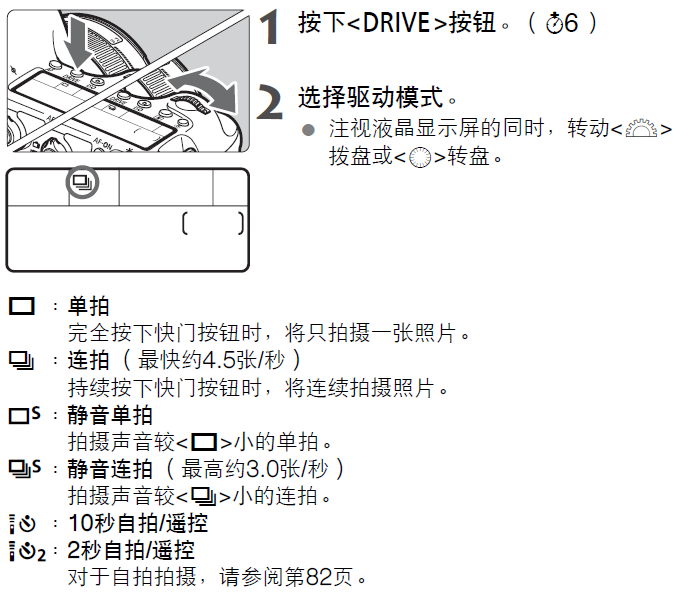 1 按下<DRIVE>按钮。（⏱6）
2 选择驱动模式。
● 注视液晶显示屏的同时，转动< >
拨盘或< >转盘。
AF-ON
□ ：单拍
完全按下快门按钮时，将只拍摄一张照片。
：连拍（最快约4.5张/秒）
持续按下快门按钮时，将连续拍摄照片。
□S ：静音单拍
拍摄声音较<□>小的单拍。
S ：静音连拍（最高约3.0张/秒）
拍摄声音较< >小的连拍。
：10秒自拍/遥控
2 ：2秒自拍/遥控
对于自拍拍摄，请参阅第82页。